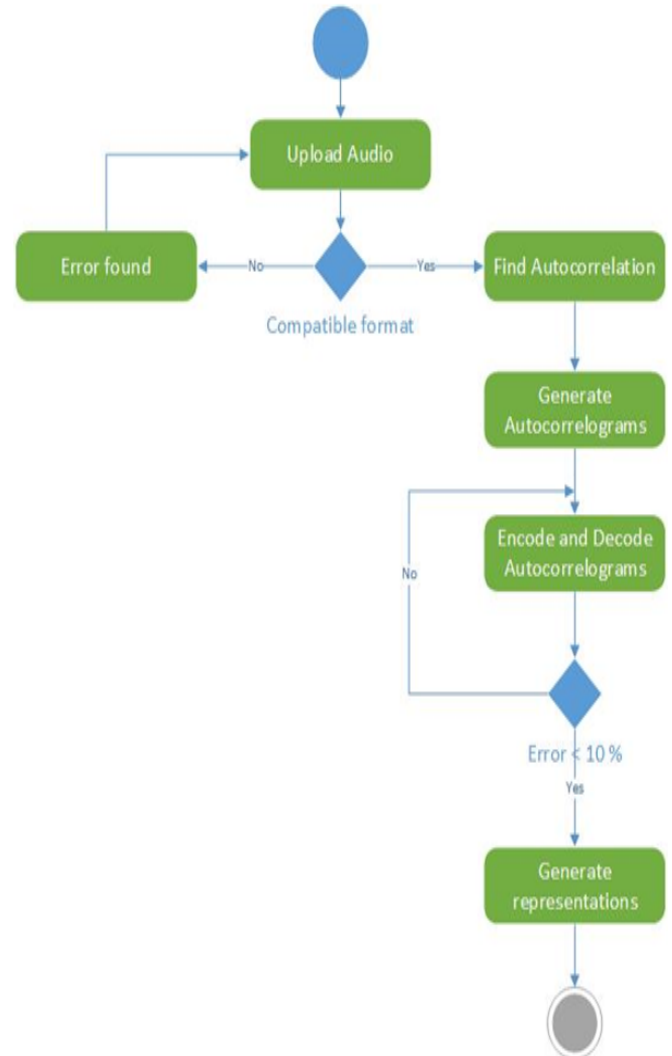 Upload Audio
Error found
No
Yes
Find Autocorrelation
Compatible format
Generate
Autocorrelograms
Encode and Decode
Autocorrelograms
No
Error < 10 %
Yes
Generate
representations